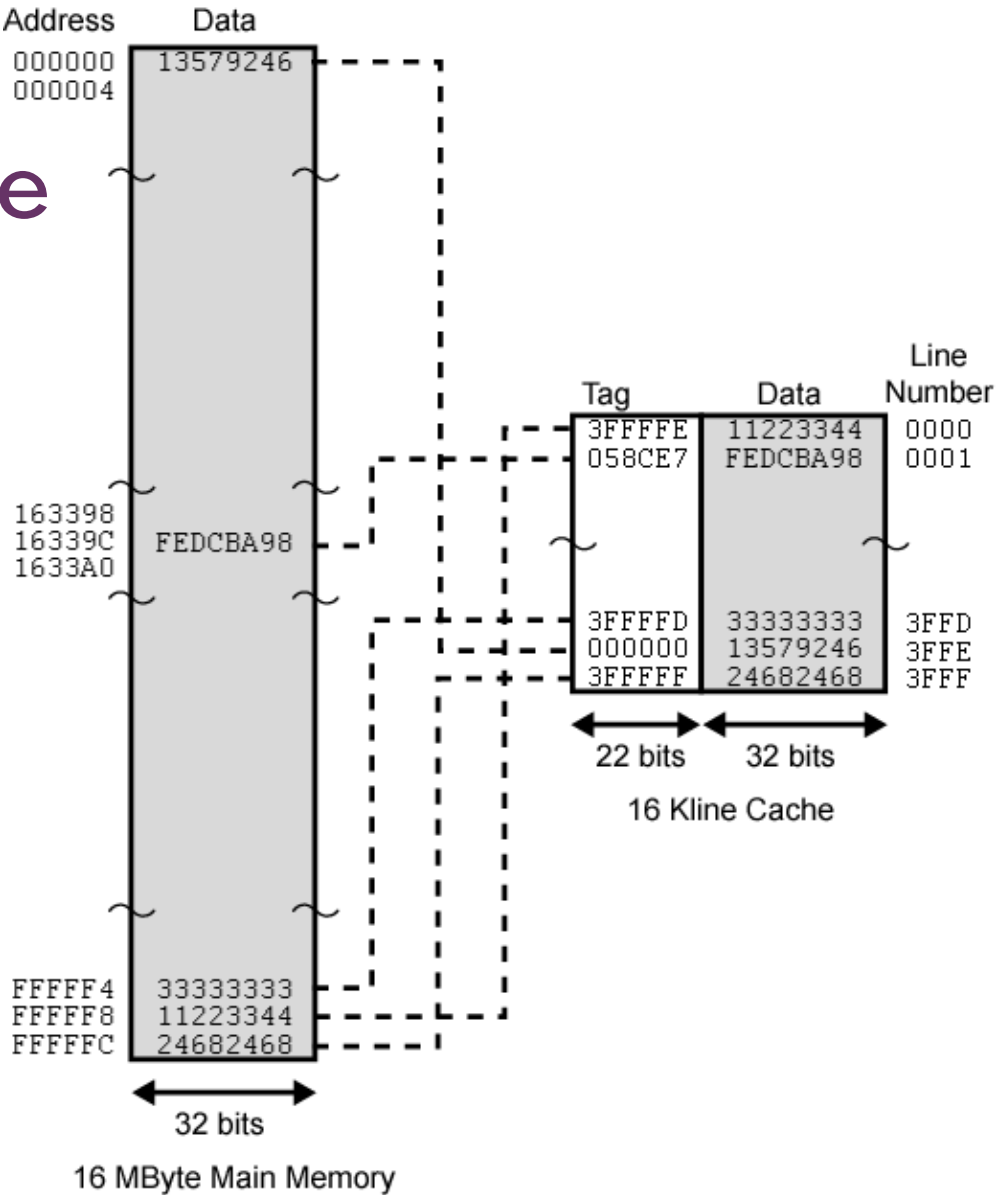 Address Data
000000 13579246
000004
e
163398
16339C FEDCBA98
1633A0
FFFFF4 33333333
FFFFF8 11223344
FFFFFC 24682468
32 bits
16 MByte Main Memory
Line
Tag Data Number
3FFFFE 11223344 0000
058CE7 FEDCBA98 0001
3FFFFD 33333333 3FFD
000000 13579246 3FFE
3FFFFF 24682468 3FFF
22 bits 32 bits
16 Kline Cache